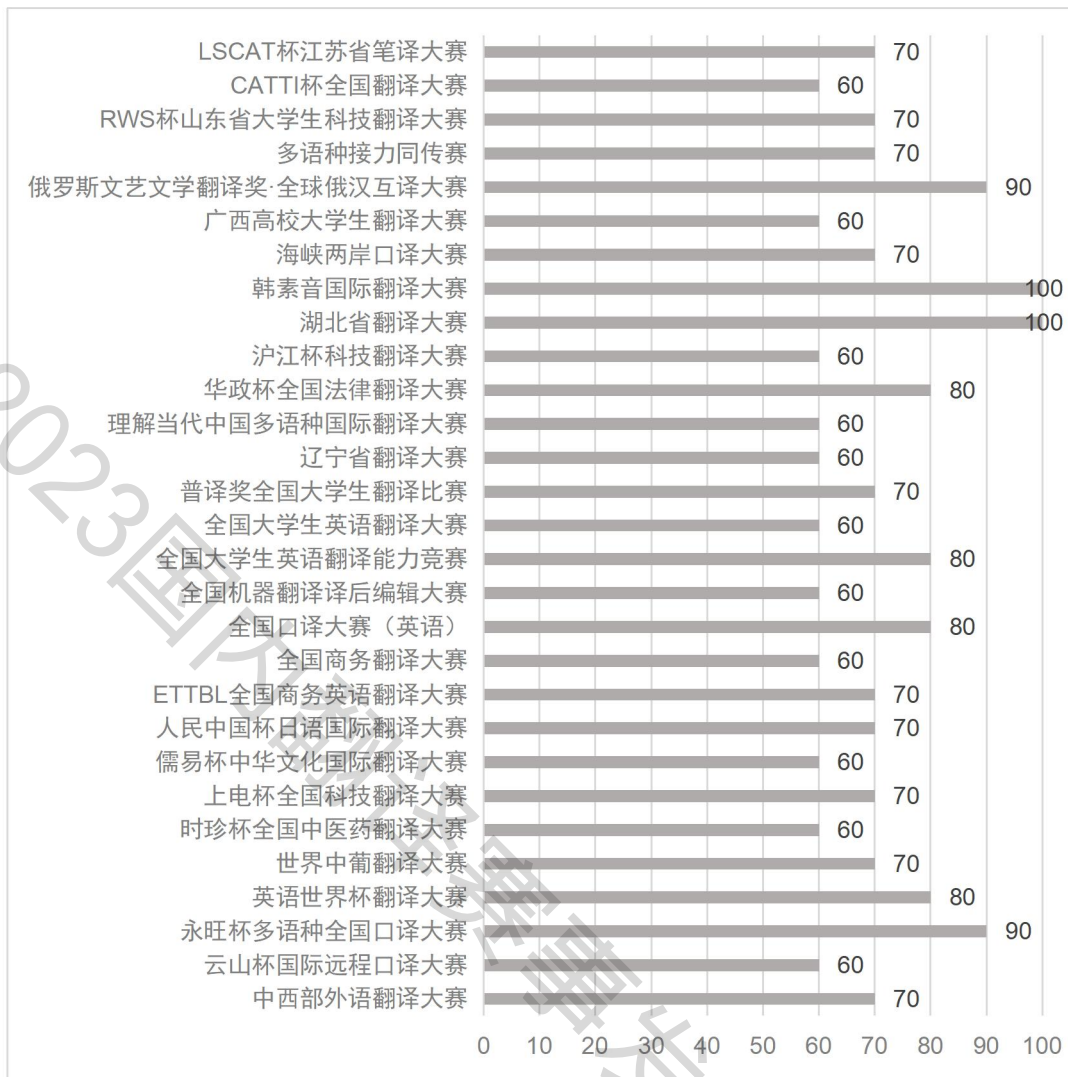 LSCAT杯江苏省笔译大赛 70
CATTI杯全国翻译大赛 60
RWS杯山东省大学生科技翻译大赛 70
多语种接力同传赛 70
俄罗斯文艺文学翻译奖·全球俄汉互译大赛 90
广西高校大学生翻译大赛 60
海峡两岸口译大赛 70
韩素音国际翻译大赛 100
湖北省翻译大赛 100
沪江杯科技翻译大赛 60
华政杯全国法律翻译大赛 80
理解当代中国多语种国际翻译大赛 60
辽宁省翻译大赛 60
普译奖全国大学生翻译比赛 70
全国大学生英语翻译大赛 60
全国大学生英语翻译能力竞赛 80
全国机器翻译译后编辑大赛 60
全国口译大赛（英语） 80
全国商务翻译大赛 60
ETTBL全国商务英语翻译大赛 70
人民中国杯日语国际翻译大赛 70
儒易杯中华文化国际翻译大赛 60
上电杯全国科技翻译大赛 70
时珍杯全国中医药翻译大赛 60
世界中葡翻译大赛 70
英语世界杯翻译大赛 80
永旺杯多语种全国口译大赛 90
云山杯国际远程口译大赛 60
中西部外语翻译大赛 70
0 10 20 30 40 50 60 70 80 90 100
2023国内翻译赛事发